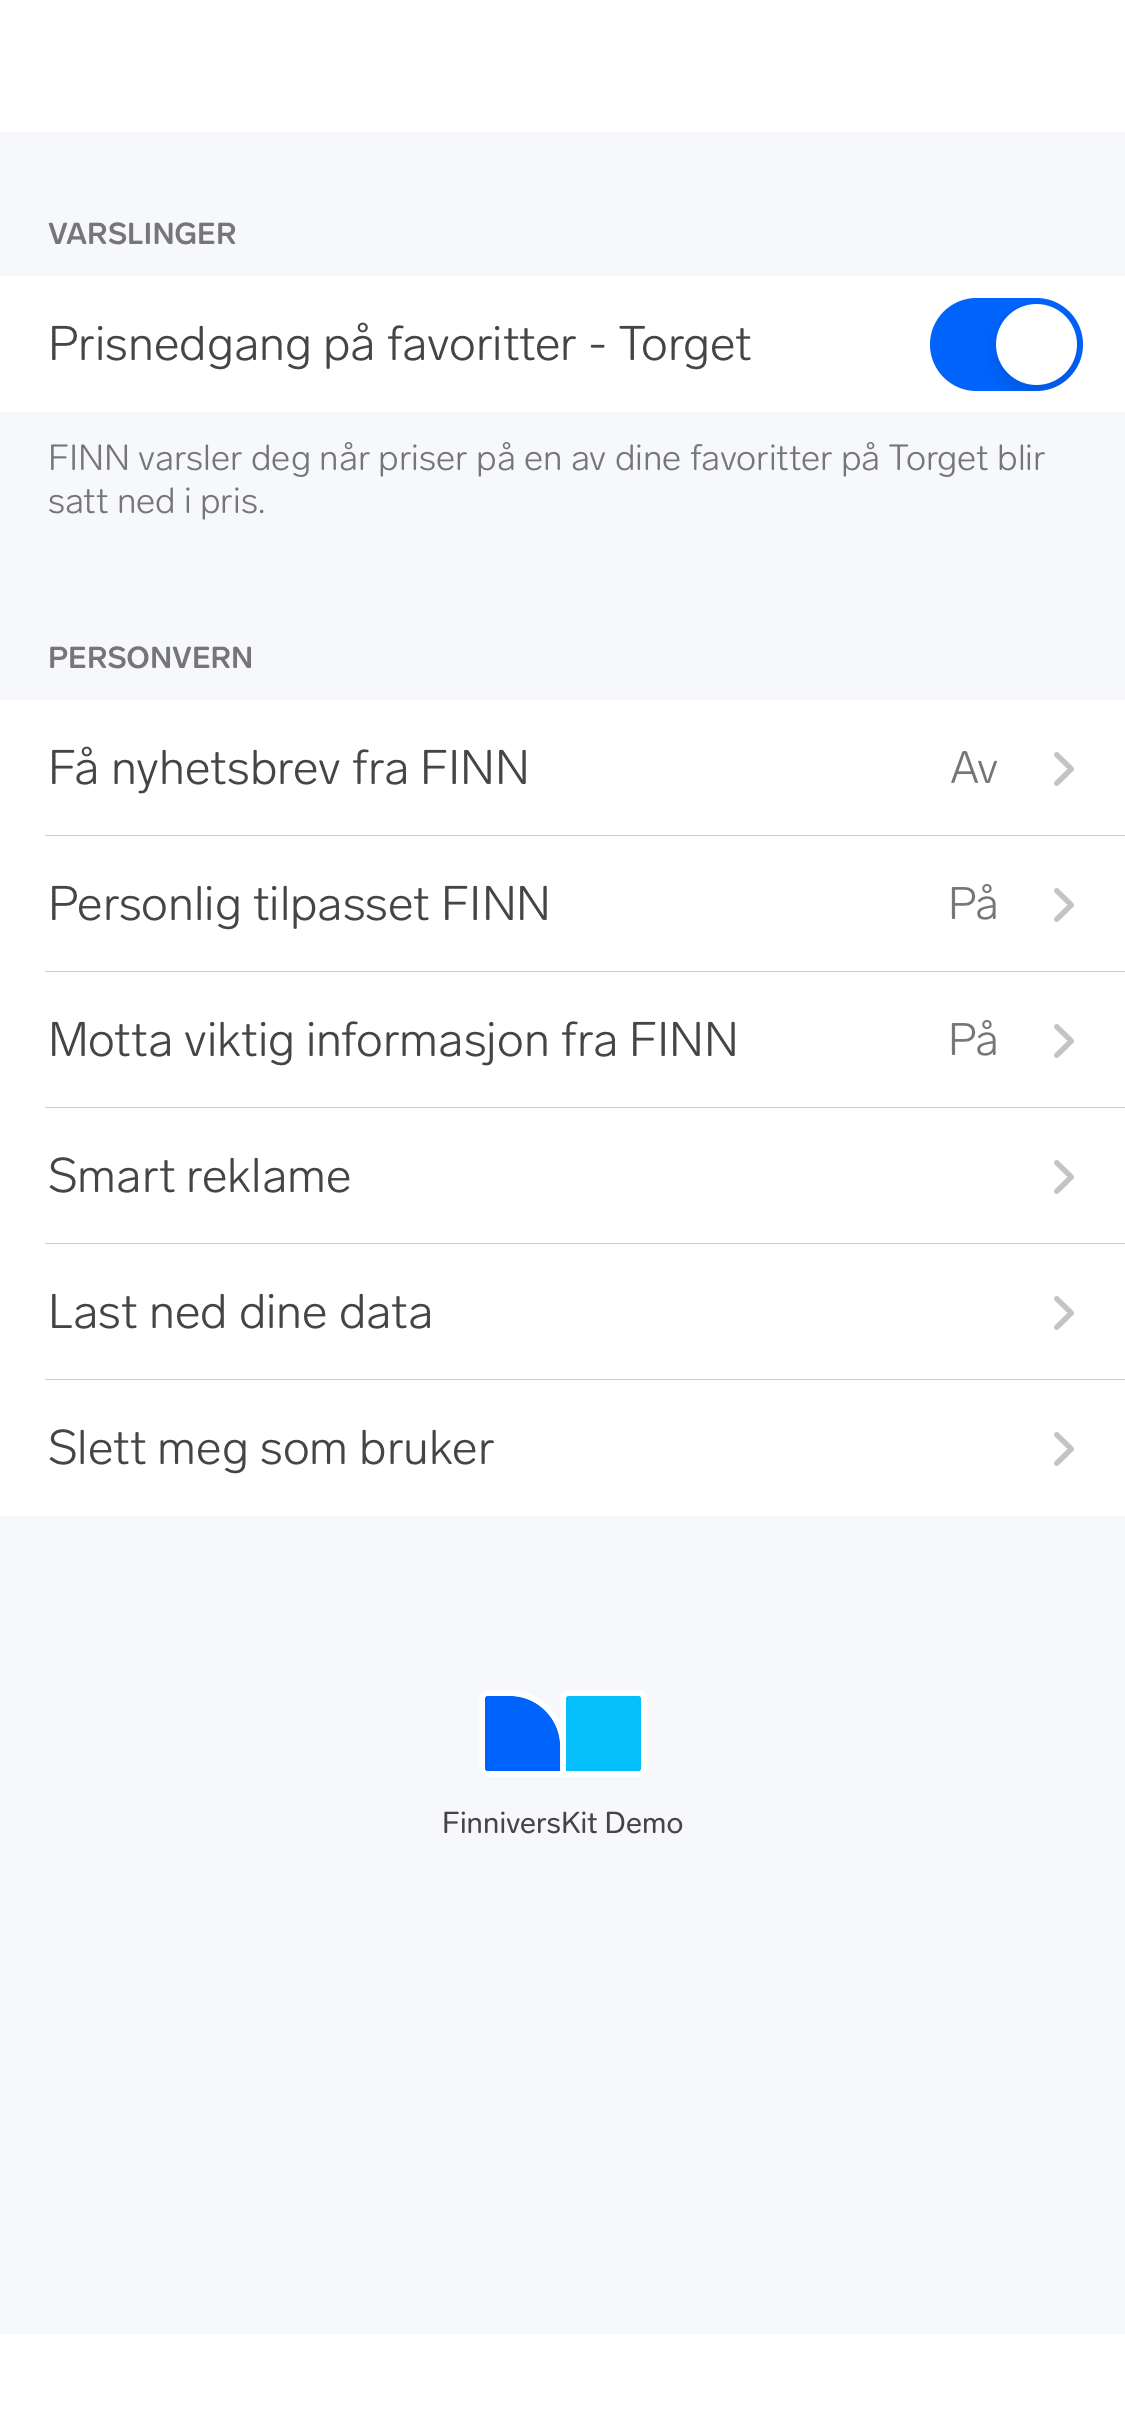 VARSLINGER
Prisnedgang på favoritter - Torget
FINN varsler deg når priser på en av dine favoritter på Torget blir
satt ned i pris.
PERSONVERN
Få nyhetsbrev fra FINN Av
Personlig tilpasset FINN På
Motta viktig informasjon fra FINN På
Smart reklame
Last ned dine data
Slett meg som bruker
FinniversKit Demo